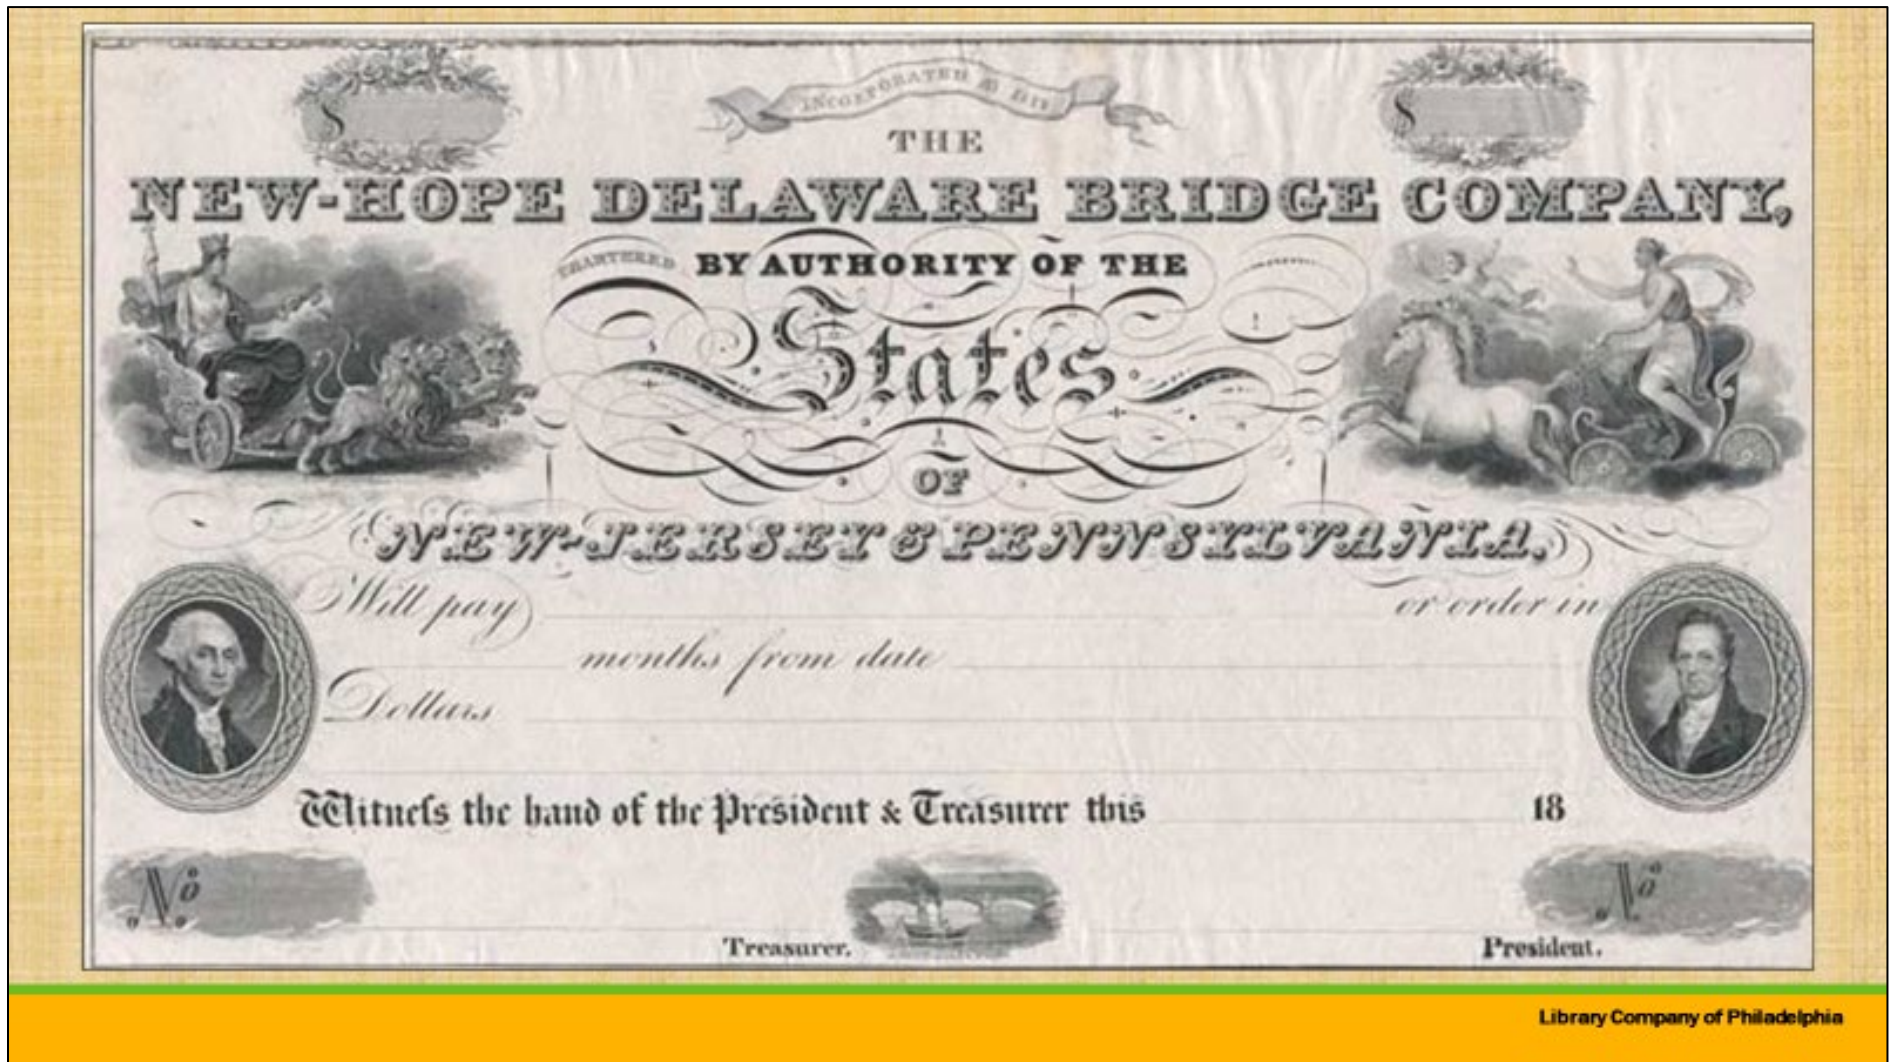 $ $
INCORPORATED A.D. 1812
THE
NEW-HOPE DELAWARE BRIDGE COMPANY,
CHARTERED BY AUTHORITY OF THE
States
OF
NEW-JERSEY & PENNSYLVANIA,
Will pay or order in
months from date
Dollars
Witneſs the hand of the President & Treasurer this 18
No. No.
Treasurer. President.
Library Company of Philadelphia